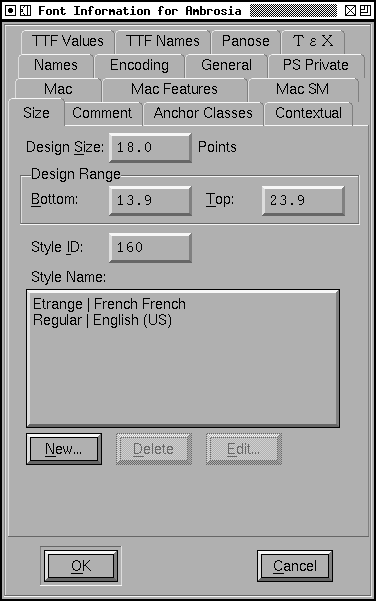 Font Information for Ambrosia
TTF Values TTF Names Panose Τ ε Χ
Names Encoding General PS Private
Mac Mac Features Mac SM
Size Comment Anchor Classes Contextual
Design Size: 18.0 Points
Design Range
Bottom: 13.9 Top: 23.9
Style ID: 160
Style Name:
Etrange | French French
Regular | English (US)
New... Delete Edit...
OK Cancel